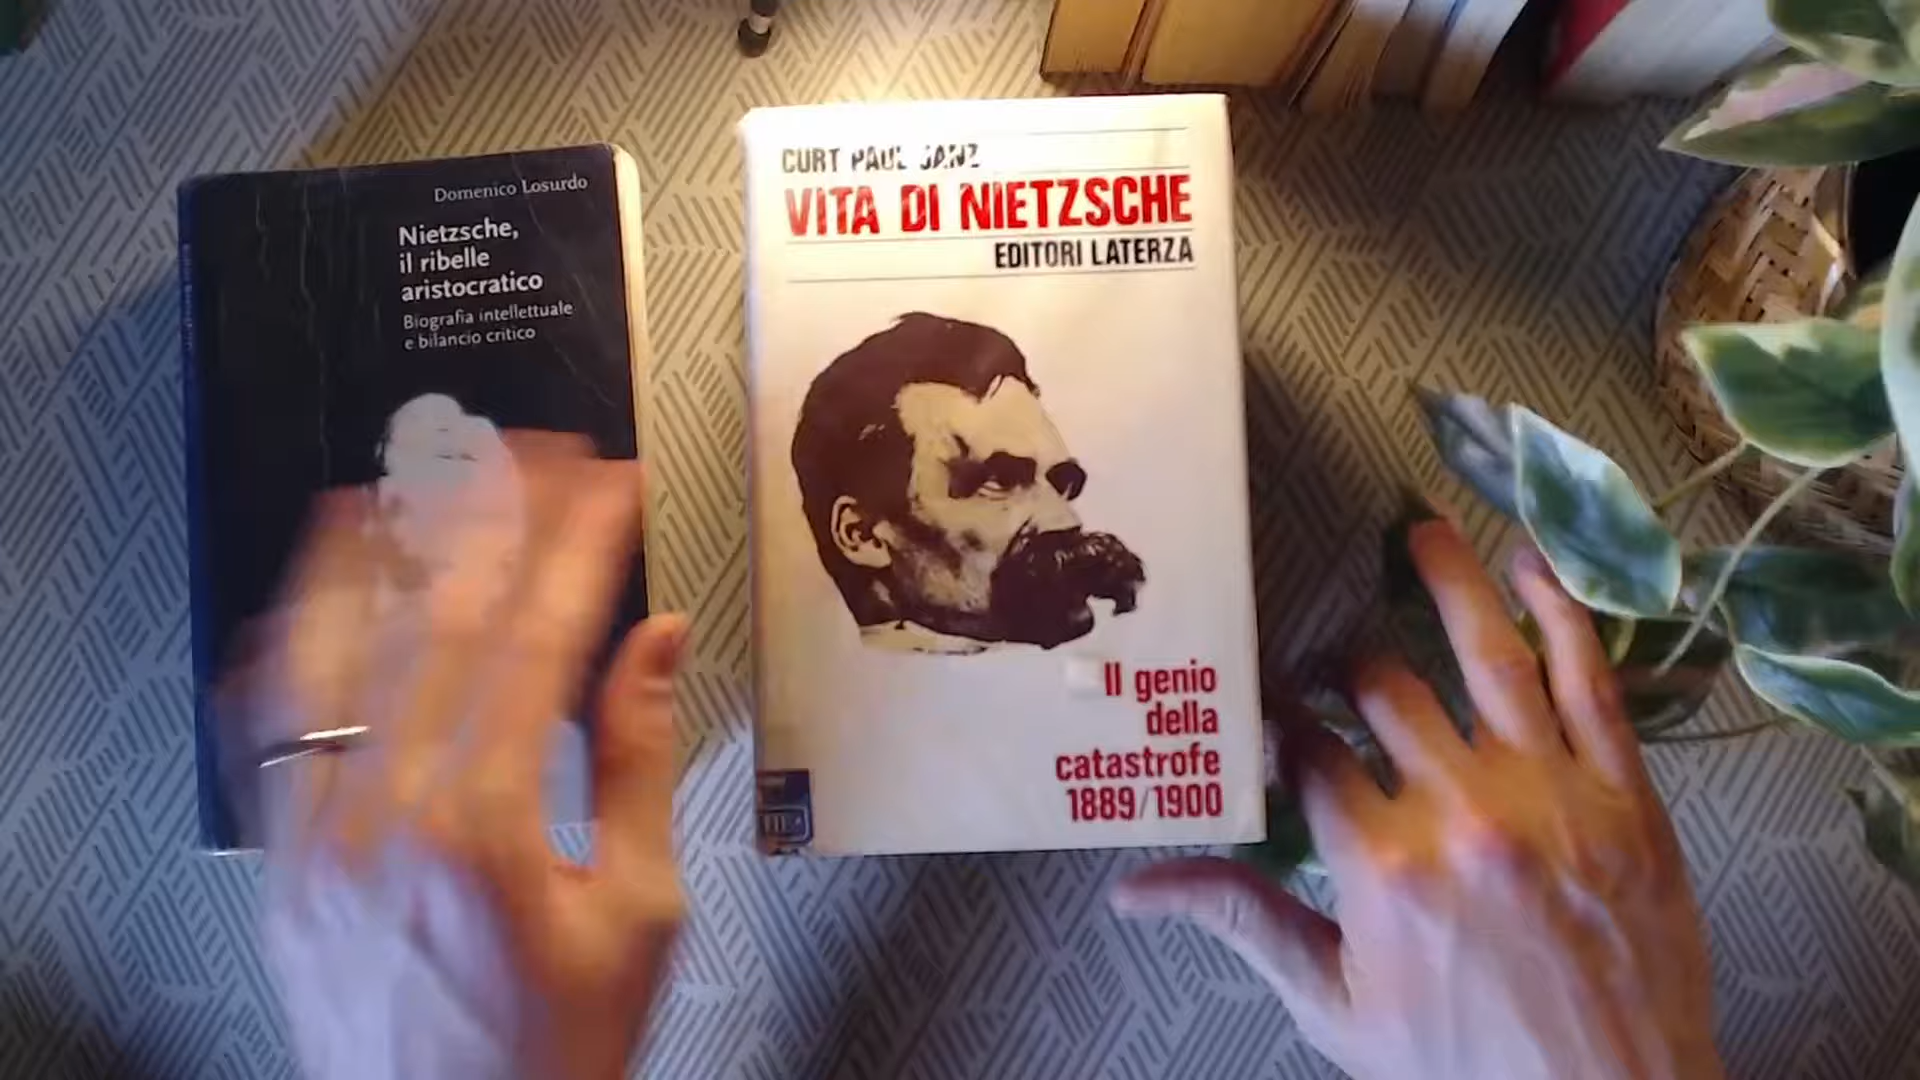 Domenico Losurdo
Nietzsche,
il ribelle
aristocratico
Biografia intellettuale
e bilancio critico
CURT PAUL JANZ
VITA DI NIETZSCHE
EDITORI LATERZA
Il genio
della
catastrofe
1889/1900